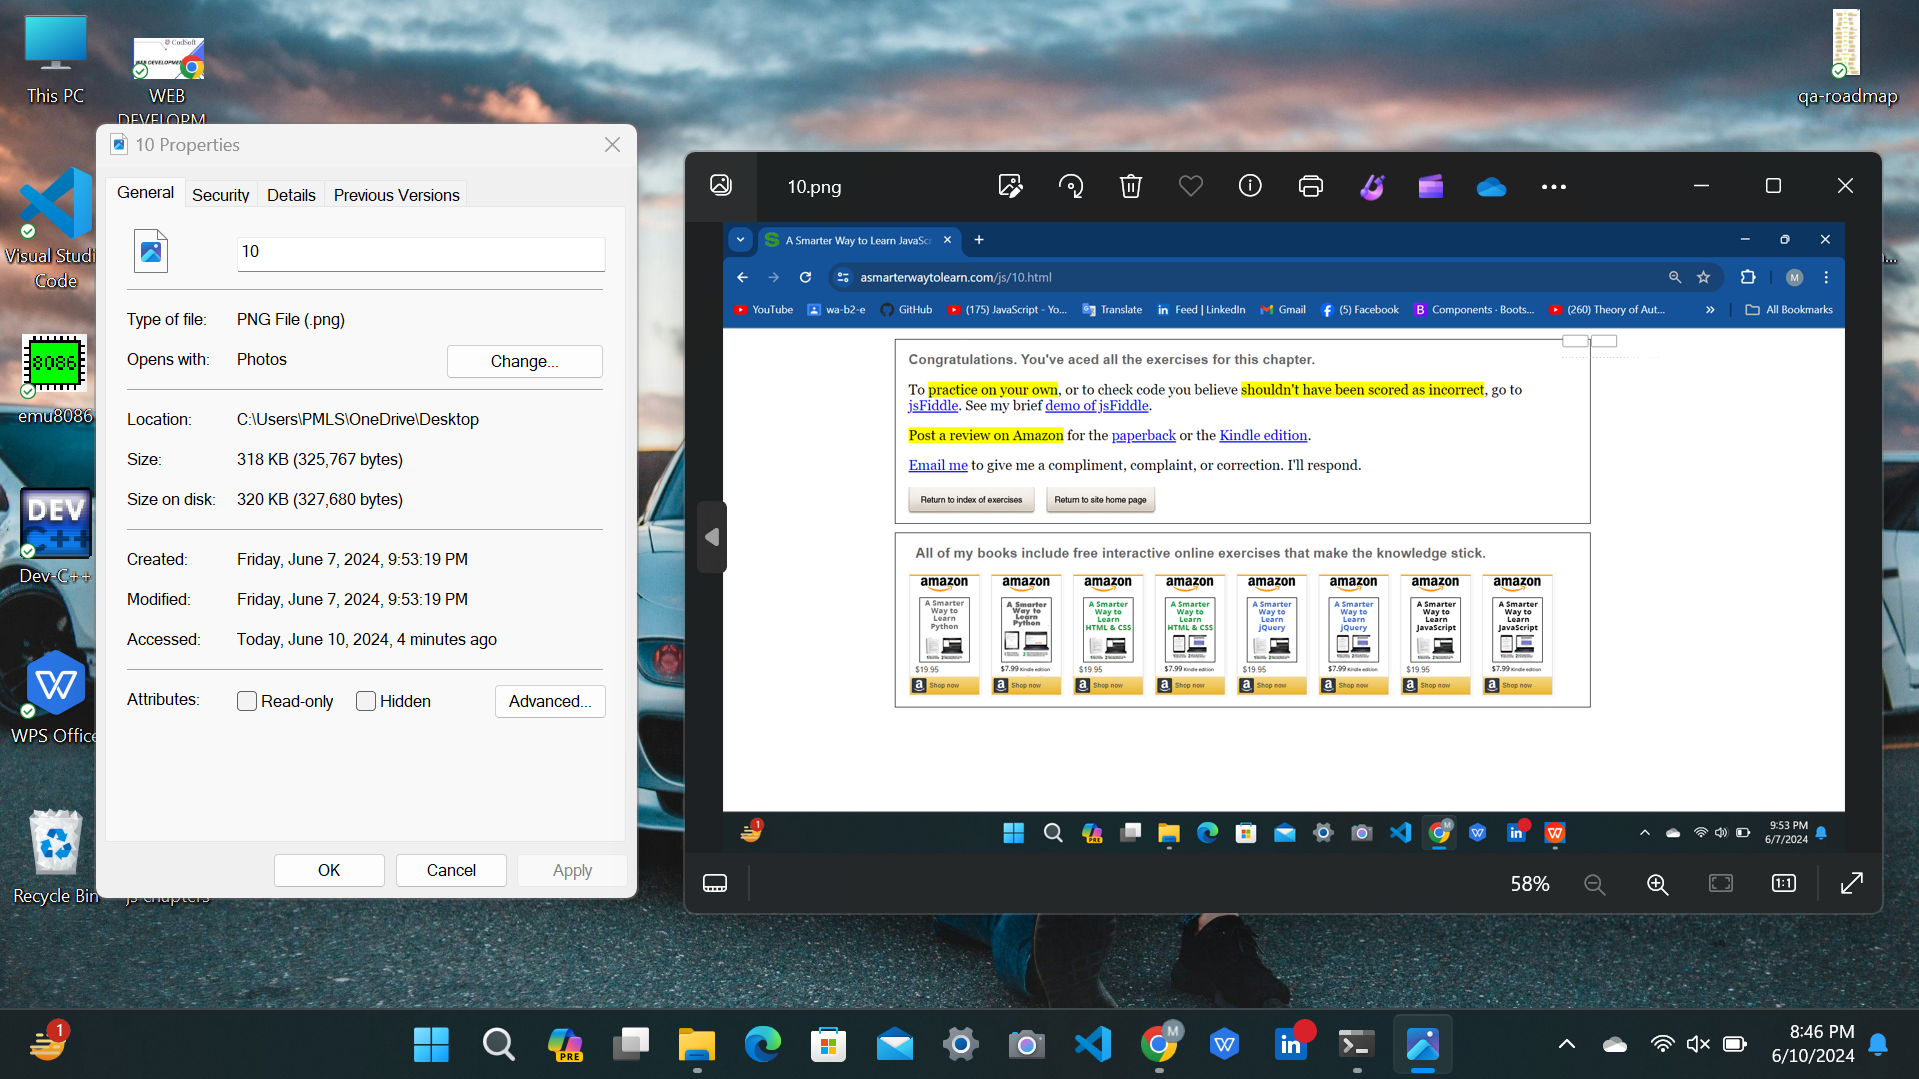 This PC
WEB
DEVELOPM
qa-roadmap
Visual Studi
Code
8086
emu8086
DEV
C++
Dev-C++
WPS Office
Recycle Bin
js chapters
10 Properties
General
Security
Details
Previous Versions
10
Type of file:
PNG File (.png)
Opens with:
Photos
Change...
Location:
C:\Users\PMLS\OneDrive\Desktop
Size:
318 KB (325,767 bytes)
Size on disk:
320 KB (327,680 bytes)
Created:
Friday, June 7, 2024, 9:53:19 PM
Modified:
Friday, June 7, 2024, 9:53:19 PM
Accessed:
Today, June 10, 2024, 4 minutes ago
Attributes:
Read-only
Hidden
Advanced...
OK
Cancel
Apply
10.png
A Smarter Way to Learn JavaSc
asmarterwaytolearn.com/js/10.html
M
YouTube
wa-b2-e
GitHub
(175) JavaScript - Yo...
Translate
Feed | LinkedIn
Gmail
(5) Facebook
Components · Boots...
(260) Theory of Aut...
All Bookmarks
Congratulations. You've aced all the exercises for this chapter.
To practice on your own, or to check code you believe shouldn't have been scored as incorrect, go to
jsFiddle. See my brief demo of jsFiddle.
Post a review on Amazon for the paperback or the Kindle edition.
Email me to give me a compliment, complaint, or correction. I'll respond.
Return to index of exercises
Return to site home page
All of my books include free interactive online exercises that make the knowledge stick.
amazon
A Smarter
Way to
Learn
Python
$19.95
Shop now
amazon
A Smarter
Way to
Learn
Python
$7.99 Kindle edition
Shop now
amazon
A Smarter
Way to
Learn
HTML & CSS
$19.95
Shop now
amazon
A Smarter
Way to
Learn
HTML & CSS
$7.99 Kindle edition
Shop now
amazon
A Smarter
Way to
Learn
jQuery
$19.95
Shop now
amazon
A Smarter
Way to
Learn
jQuery
$7.99 Kindle edition
Shop now
amazon
A Smarter
Way to
Learn
JavaScript
$19.95
Shop now
amazon
A Smarter
Way to
Learn
JavaScript
$7.99 Kindle edition
Shop now
1
PRE
M
9:53 PM
6/7/2024
58%
1:1
1
PRE
M
in
8:46 PM
6/10/2024